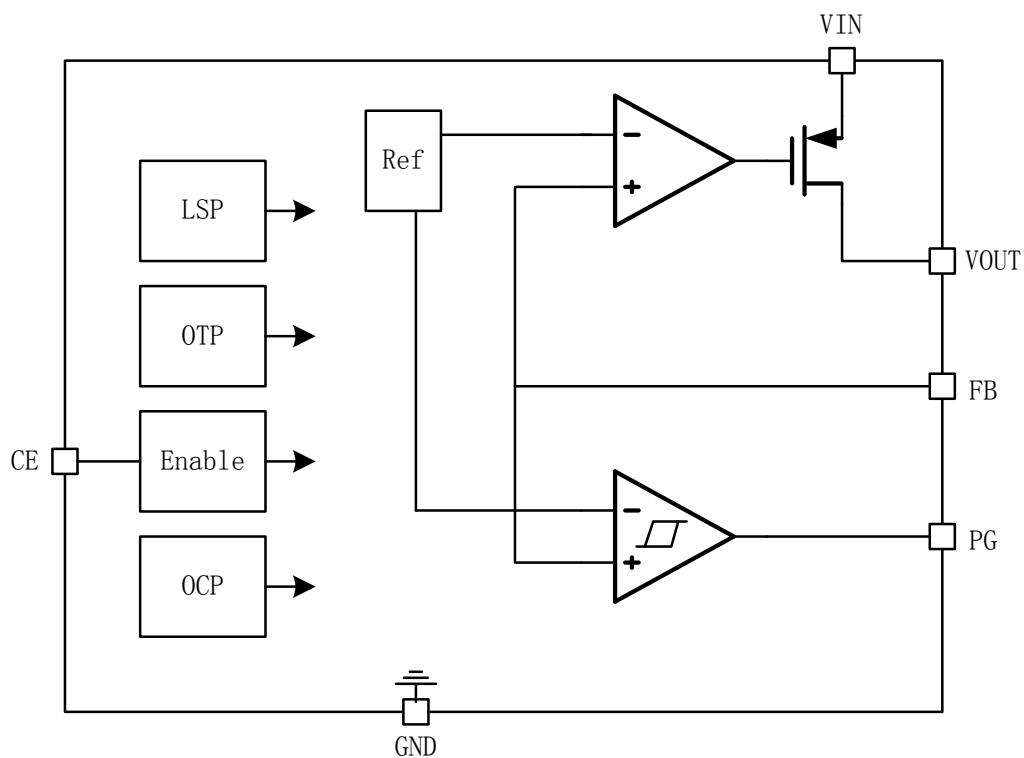 VIN
Ref
LSP
VOUT
OTP
FB
CE
Enable
PG
OCP
GND